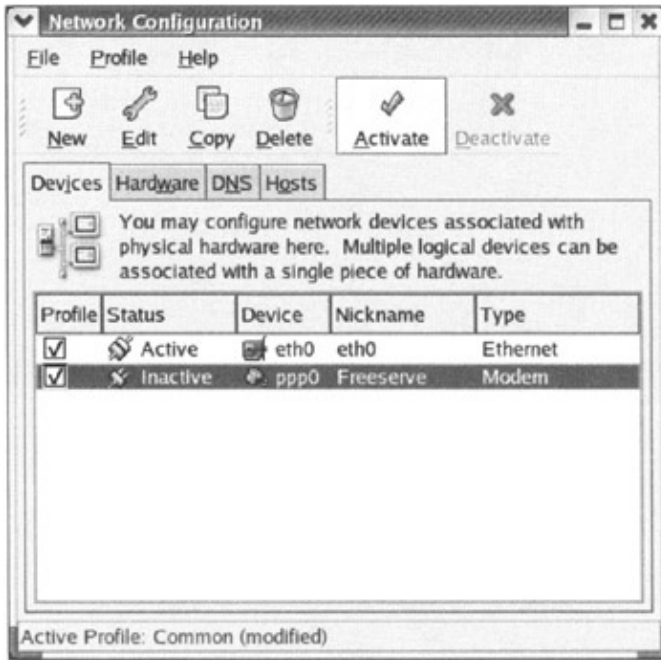 Network Configuration
File Profile Help
New Edit Copy Delete Activate Deactivate
Devices Hardware DNS Hosts
You may configure network devices associated with
physical hardware here. Multiple logical devices can be
associated with a single piece of hardware.
Profile Status Device Nickname Type
Active eth0 eth0 Ethernet
Inactive ppp0 Freeserve Modem
Active Profile: Common (modified)